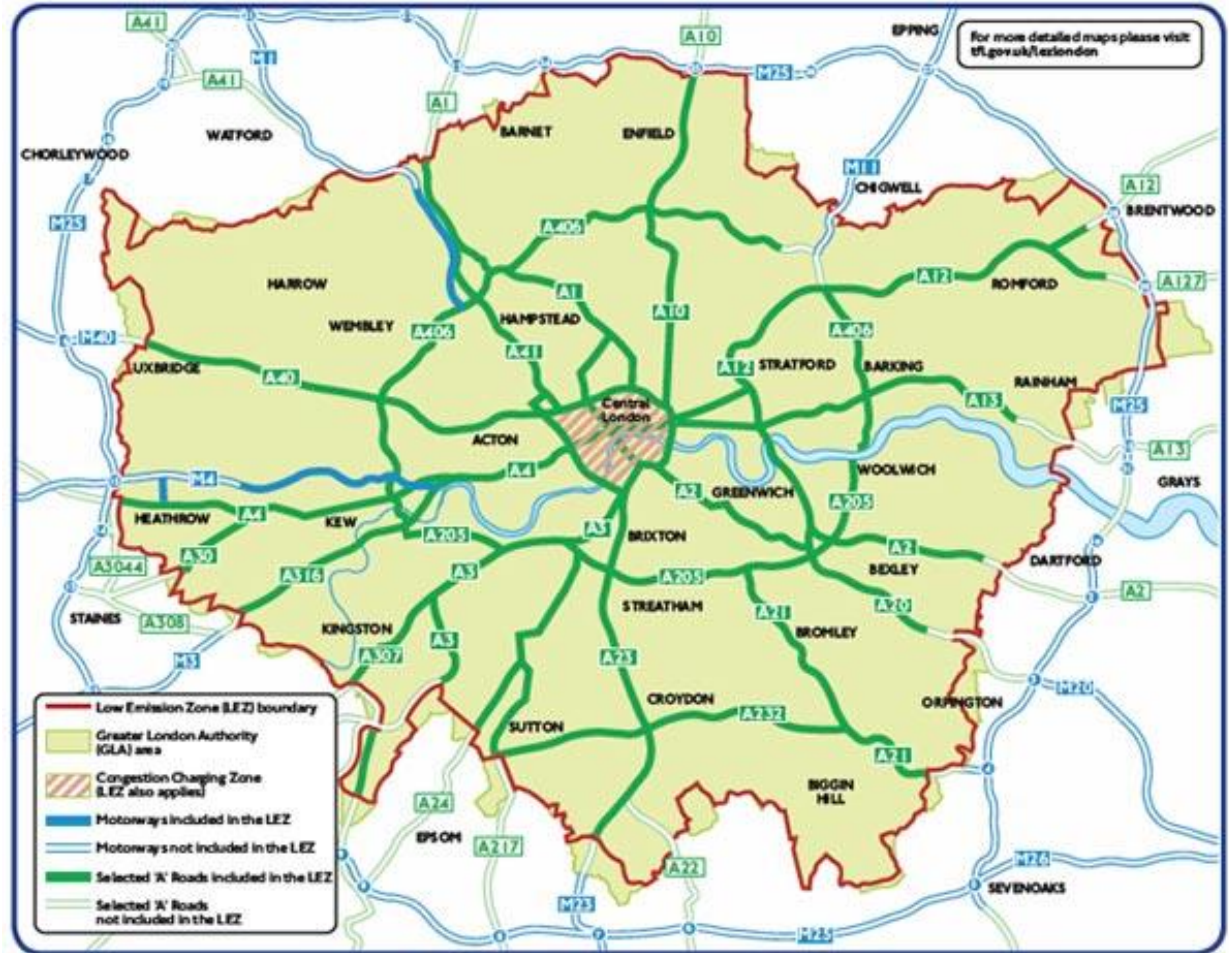 A41
M1
A10
EPPING
For more detailed maps please visit
tfl.gov.uk/lezlondon
M25
A41
A1
WATFORD
BARNET
ENFIELD
CHORLEYWOOD
M11
CHIGWELL
A12
BRENTWOOD
M25
A406
HARROW
A1
A12
ROMFORD
A127
A10
WEMBLEY
A406
HAMPSTEAD
A406
M40
A41
UXBRIDGE
A40
A12
STRATFORD
BARKING
RAINHAM
Central
London
A13
M25
ACTON
A13
M4
A4
WOOLWICH
GRAYS
A2
GREENWICH
A205
HEATHROW
A4
KEW
A3
BRIXTON
A205
A30
A2
DARTFORD
A3044
A316
A3
A205
BEXLEY
A2
STAINES
A308
STREATHAM
A21
A20
KINGSTON
BROMLEY
A3
A307
A23
M3
M20
CROYDON
ORPINGTON
A232
SUTTON
A21
BIGGIN
HILL
A24
EPSOM
A217
A22
M26
SEVENOAKS
M23
M25
Low Emission Zone (LEZ) boundary
Greater London Authority
(GLA) area
Congestion Charging Zone
(LEZ also applies)
Motorways included in the LEZ
Motorways not included in the LEZ
Selected 'A' Roads included in the LEZ
Selected 'A' Roads
not included in the LEZ